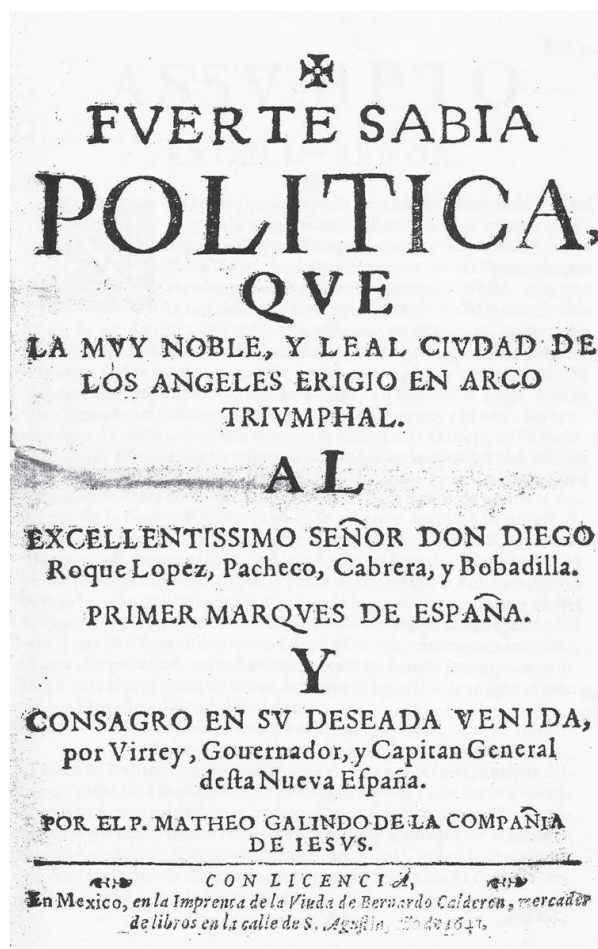 FVERTE SABIA
POLITICA,
QVE
LA MVY NOBLE, Y LEAL CIVDAD DE
LOS ANGELES ERIGIO EN ARCO
TRIVMPHAL.
AL
EXCELLENTISSIMO SEÑOR DON DIEGO
Roque Lopez, Pacheco, Cabrera, y Bobadilla.
PRIMER MARQVES DE ESPAÑA.
Y
CONSAGRO EN SV DESEADA VENIDA,
por Virrey, Gouernador, y Capitan General
desta Nueva España.
POR EL P. MATHEO GALINDO DE LA COMPAÑIA
DE IESVS.
CON LICENCIA,
En Mexico, en la Imprenta de la Viuda de Bernardo Calderon, mercader
de libros en la calle de S. Agustin, año de